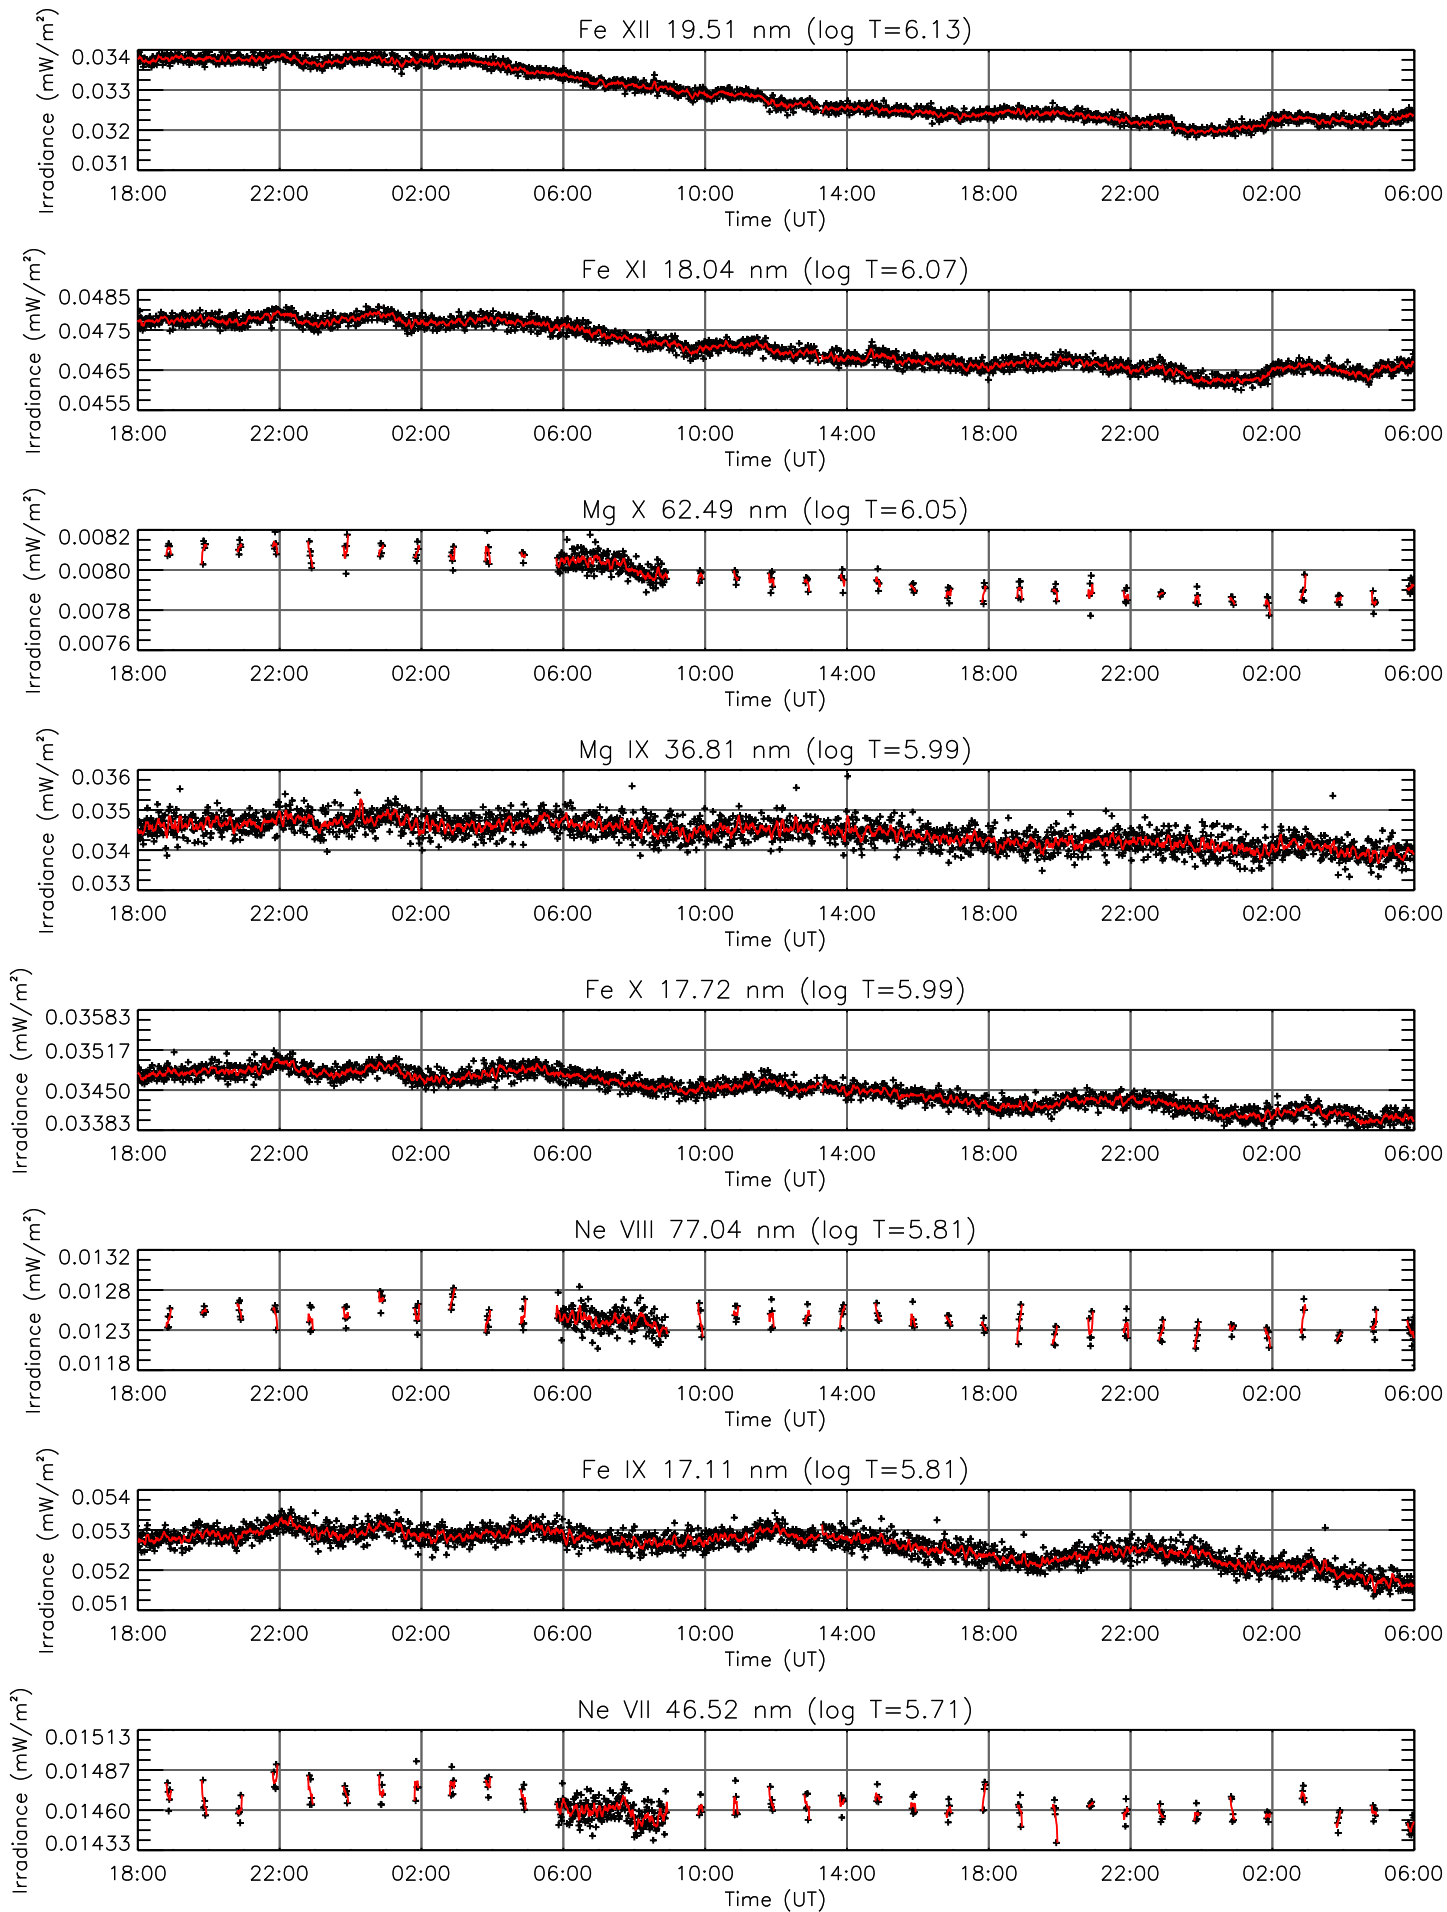 Fe XII 19.51 nm (log T=6.13)
Irradiance (mW/m²)
0.034
0.033
0.032
0.031
18:00 22:00 02:00 06:00 10:00 14:00 18:00 22:00 02:00 06:00
Time (UT)
Fe XI 18.04 nm (log T=6.07)
Irradiance (mW/m²)
0.0485
0.0475
0.0465
0.0455
18:00 22:00 02:00 06:00 10:00 14:00 18:00 22:00 02:00 06:00
Time (UT)
Mg X 62.49 nm (log T=6.05)
Irradiance (mW/m²)
0.0082
0.0080
0.0078
0.0076
18:00 22:00 02:00 06:00 10:00 14:00 18:00 22:00 02:00 06:00
Time (UT)
Mg IX 36.81 nm (log T=5.99)
Irradiance (mW/m²)
0.036
0.035
0.034
0.033
18:00 22:00 02:00 06:00 10:00 14:00 18:00 22:00 02:00 06:00
Time (UT)
Fe X 17.72 nm (log T=5.99)
Irradiance (mW/m²)
0.03583
0.03517
0.03450
0.03383
18:00 22:00 02:00 06:00 10:00 14:00 18:00 22:00 02:00 06:00
Time (UT)
Ne VIII 77.04 nm (log T=5.81)
Irradiance (mW/m²)
0.0132
0.0128
0.0123
0.0118
18:00 22:00 02:00 06:00 10:00 14:00 18:00 22:00 02:00 06:00
Time (UT)
Fe IX 17.11 nm (log T=5.81)
Irradiance (mW/m²)
0.054
0.053
0.052
0.051
18:00 22:00 02:00 06:00 10:00 14:00 18:00 22:00 02:00 06:00
Time (UT)
Ne VII 46.52 nm (log T=5.71)
Irradiance (mW/m²)
0.01513
0.01487
0.01460
0.01433
18:00 22:00 02:00 06:00 10:00 14:00 18:00 22:00 02:00 06:00
Time (UT)